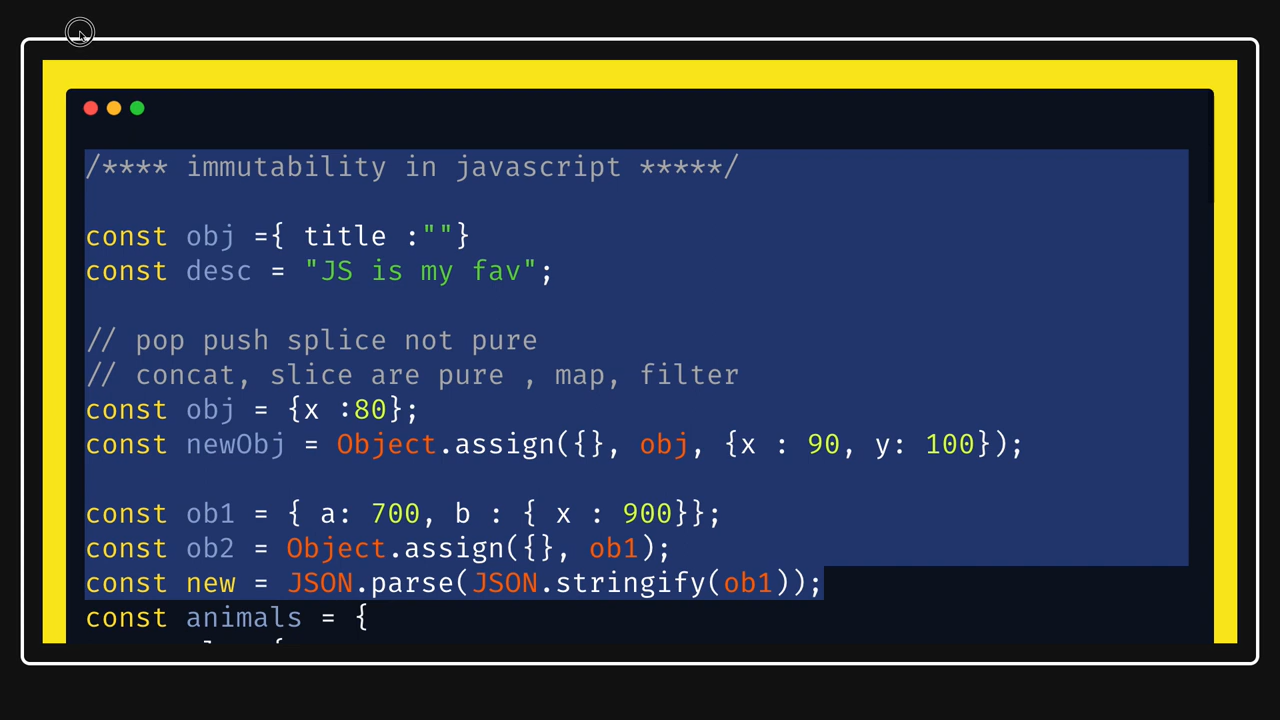 /**** immutability in javascript *****/
const obj ={ title :""}
const desc = "JS is my fav";
// pop push splice not pure
// concat, slice are pure , map, filter
const obj = {x :80};
const newObj = Object.assign({}, obj, {x : 90, y: 100});
const ob1 = { a: 700, b : { x : 900}};
const ob2 = Object.assign({}, ob1);
const new = JSON.parse(JSON.stringify(ob1));
const animals = {